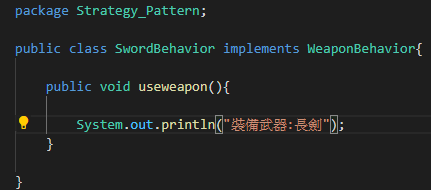 package Strategy_Pattern;
public class SwordBehavior implements WeaponBehavior{
public void useweapon(){
System.out.println("裝備武器:長劍");
}
}